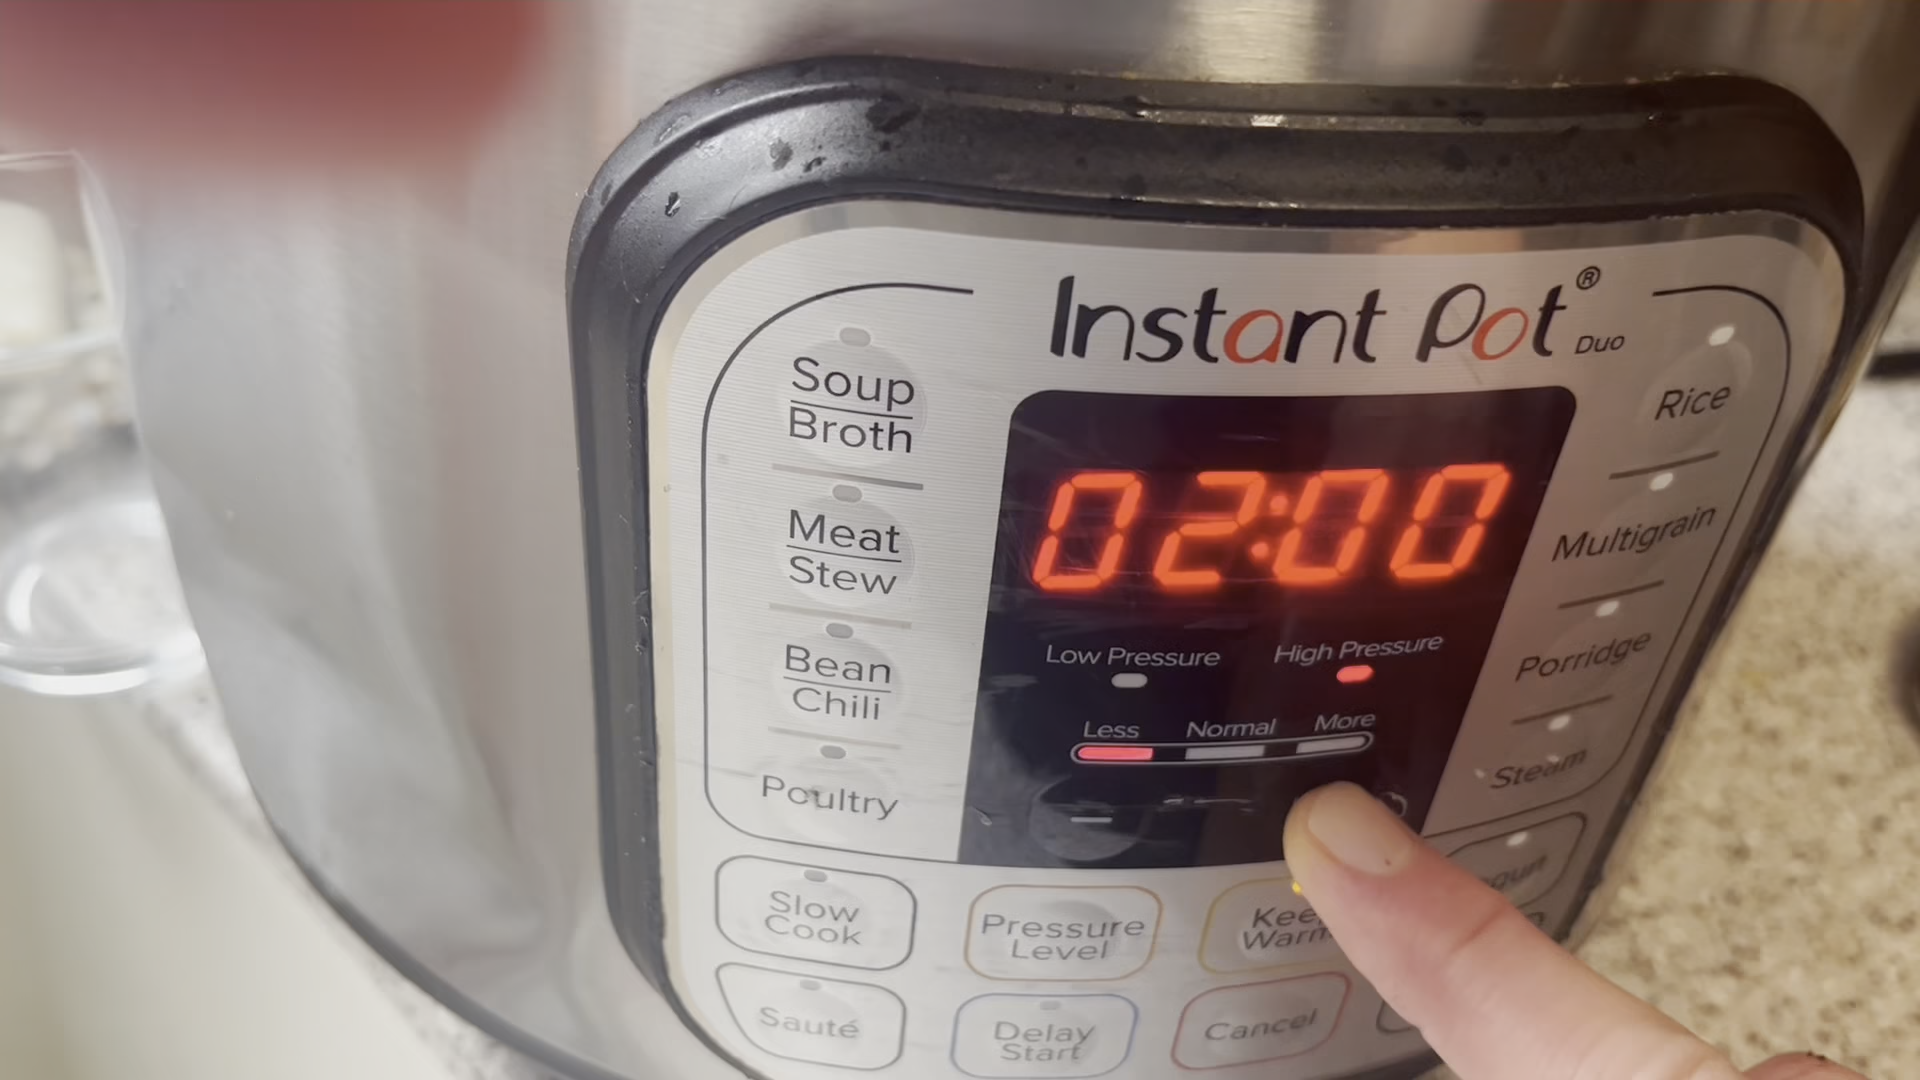 Instant Pot® Duo
Soup
Broth
Meat
Stew
Bean
Chili
Poultry
02:00
Low Pressure
High Pressure
Less
Normal
More
Rice
Multigrain
Porridge
Steam
Slow
Cook
Pressure
Level
Sauté
Delay
Start
Cancel